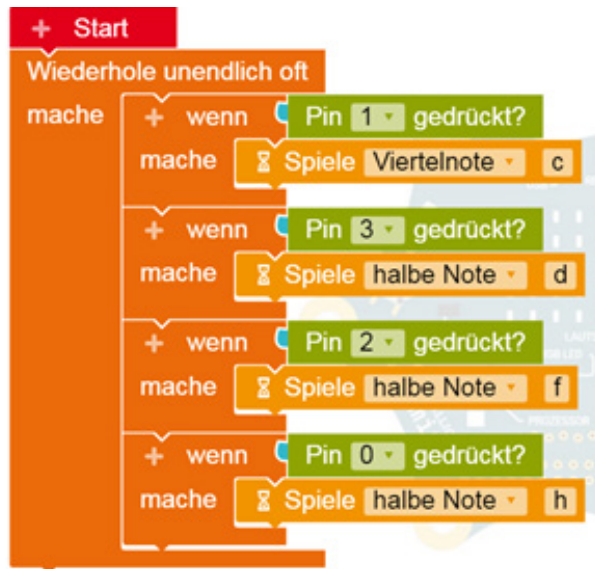 + Start
Wiederhole unendlich oft
mache + wenn Pin 1 gedrückt?
mache Spiele Viertelnote c
+ wenn Pin 3 gedrückt?
mache Spiele halbe Note d
+ wenn Pin 2 gedrückt?
mache Spiele halbe Note f
+ wenn Pin 0 gedrückt?
mache Spiele halbe Note h
PROZESSOR